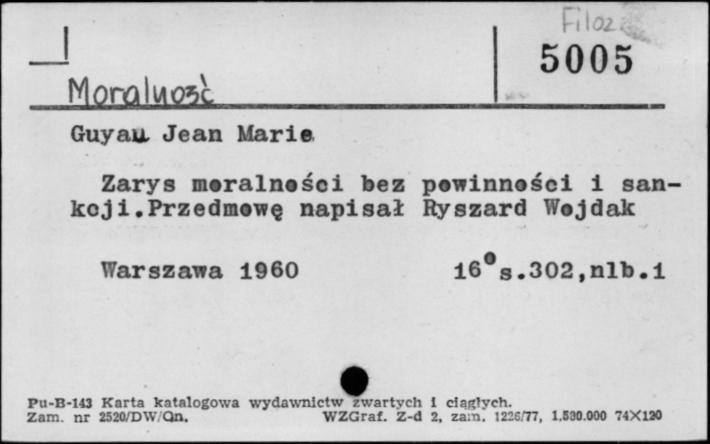 Filoz
5005
Moralność
Guyau Jean Marie
Zarys moralności bez powinności i san-
kcji.Przedmowę napisał Ryszard Wojdak
Warszawa 1960 16°s.302,nlb.1
Pu-B-143 Karta katalogowa wydawnictw zwartych i ciągłych.
Zam. nr 2520/DW/Qn. WZGraf. Z-d 2, zam. 1226/77, 1.530.000 74X120